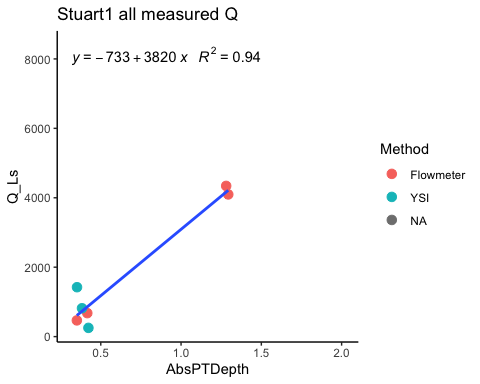 Stuart1 all measured Q
y = − 733 + 3820 x R² = 0.94
8000
6000
4000
2000
0
Q_Ls
0.5 1.0 1.5 2.0
AbsPTDepth
Method
Flowmeter
YSI
NA